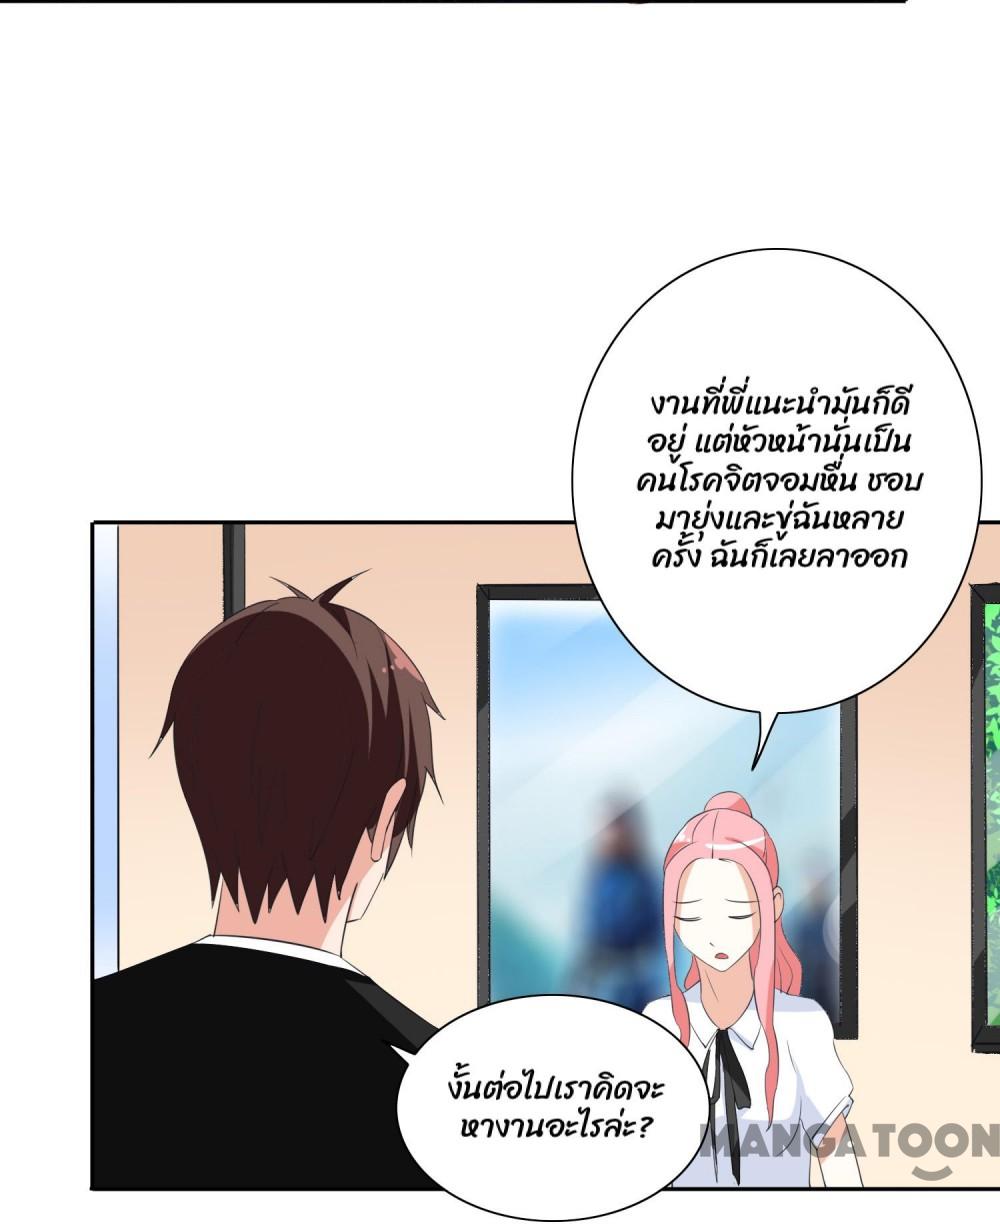 งานที่พี่แนะนำมันก็ดี
อยู่ แต่หัวหน้านั่นเป็น
คนโรคจิตจอมหื่น ชอบ
มายุ่งและขู่ฉันหลาย
ครั้ง ฉันก็เลยลาออก
งั้นต่อไปเราคิดจะ
หางานอะไรล่ะ?
MANGATOON